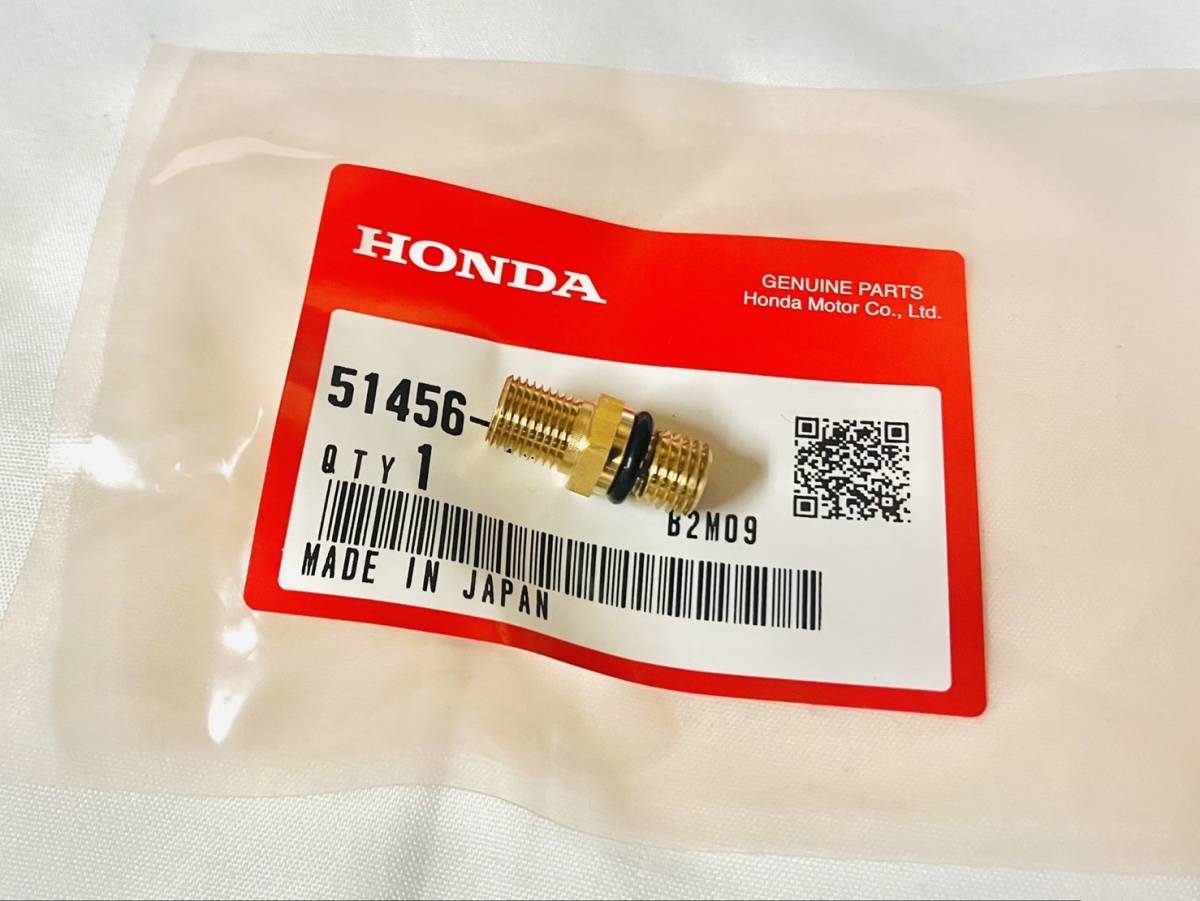 HONDA
GENUINE PARTS
Honda Motor Co., Ltd.
51456-
QTY 1
B2M09
MADE IN JAPAN